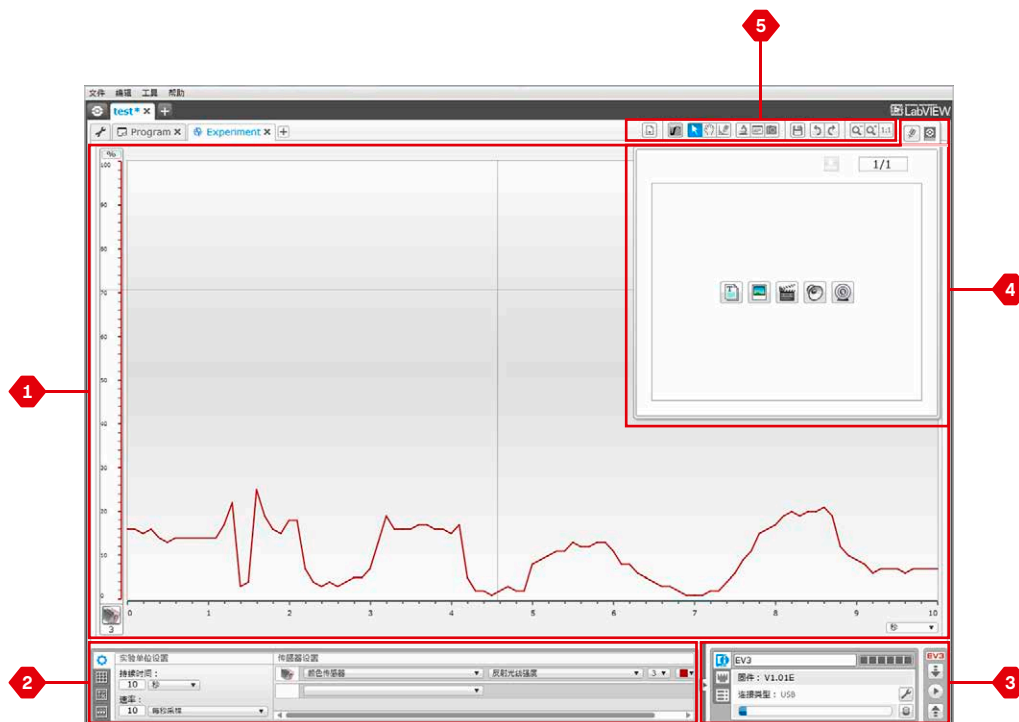 5
文件 编辑 工具 帮助
test* × +
LabVIEW
Program × Experiment × +
1:1
%
100
90
80
70
60
50
40
30
20
10
0
1/1
4
1
3
0 1 2 3 4 5 6 7 8 9 10
秒
2
实验单位设置
持续时间：
10 秒
速率：
10 每秒采样
传感器设置
颜色传感器 反射光线强度 3
EV3
固件： V1.01E
连接类型： USB
EV3
3